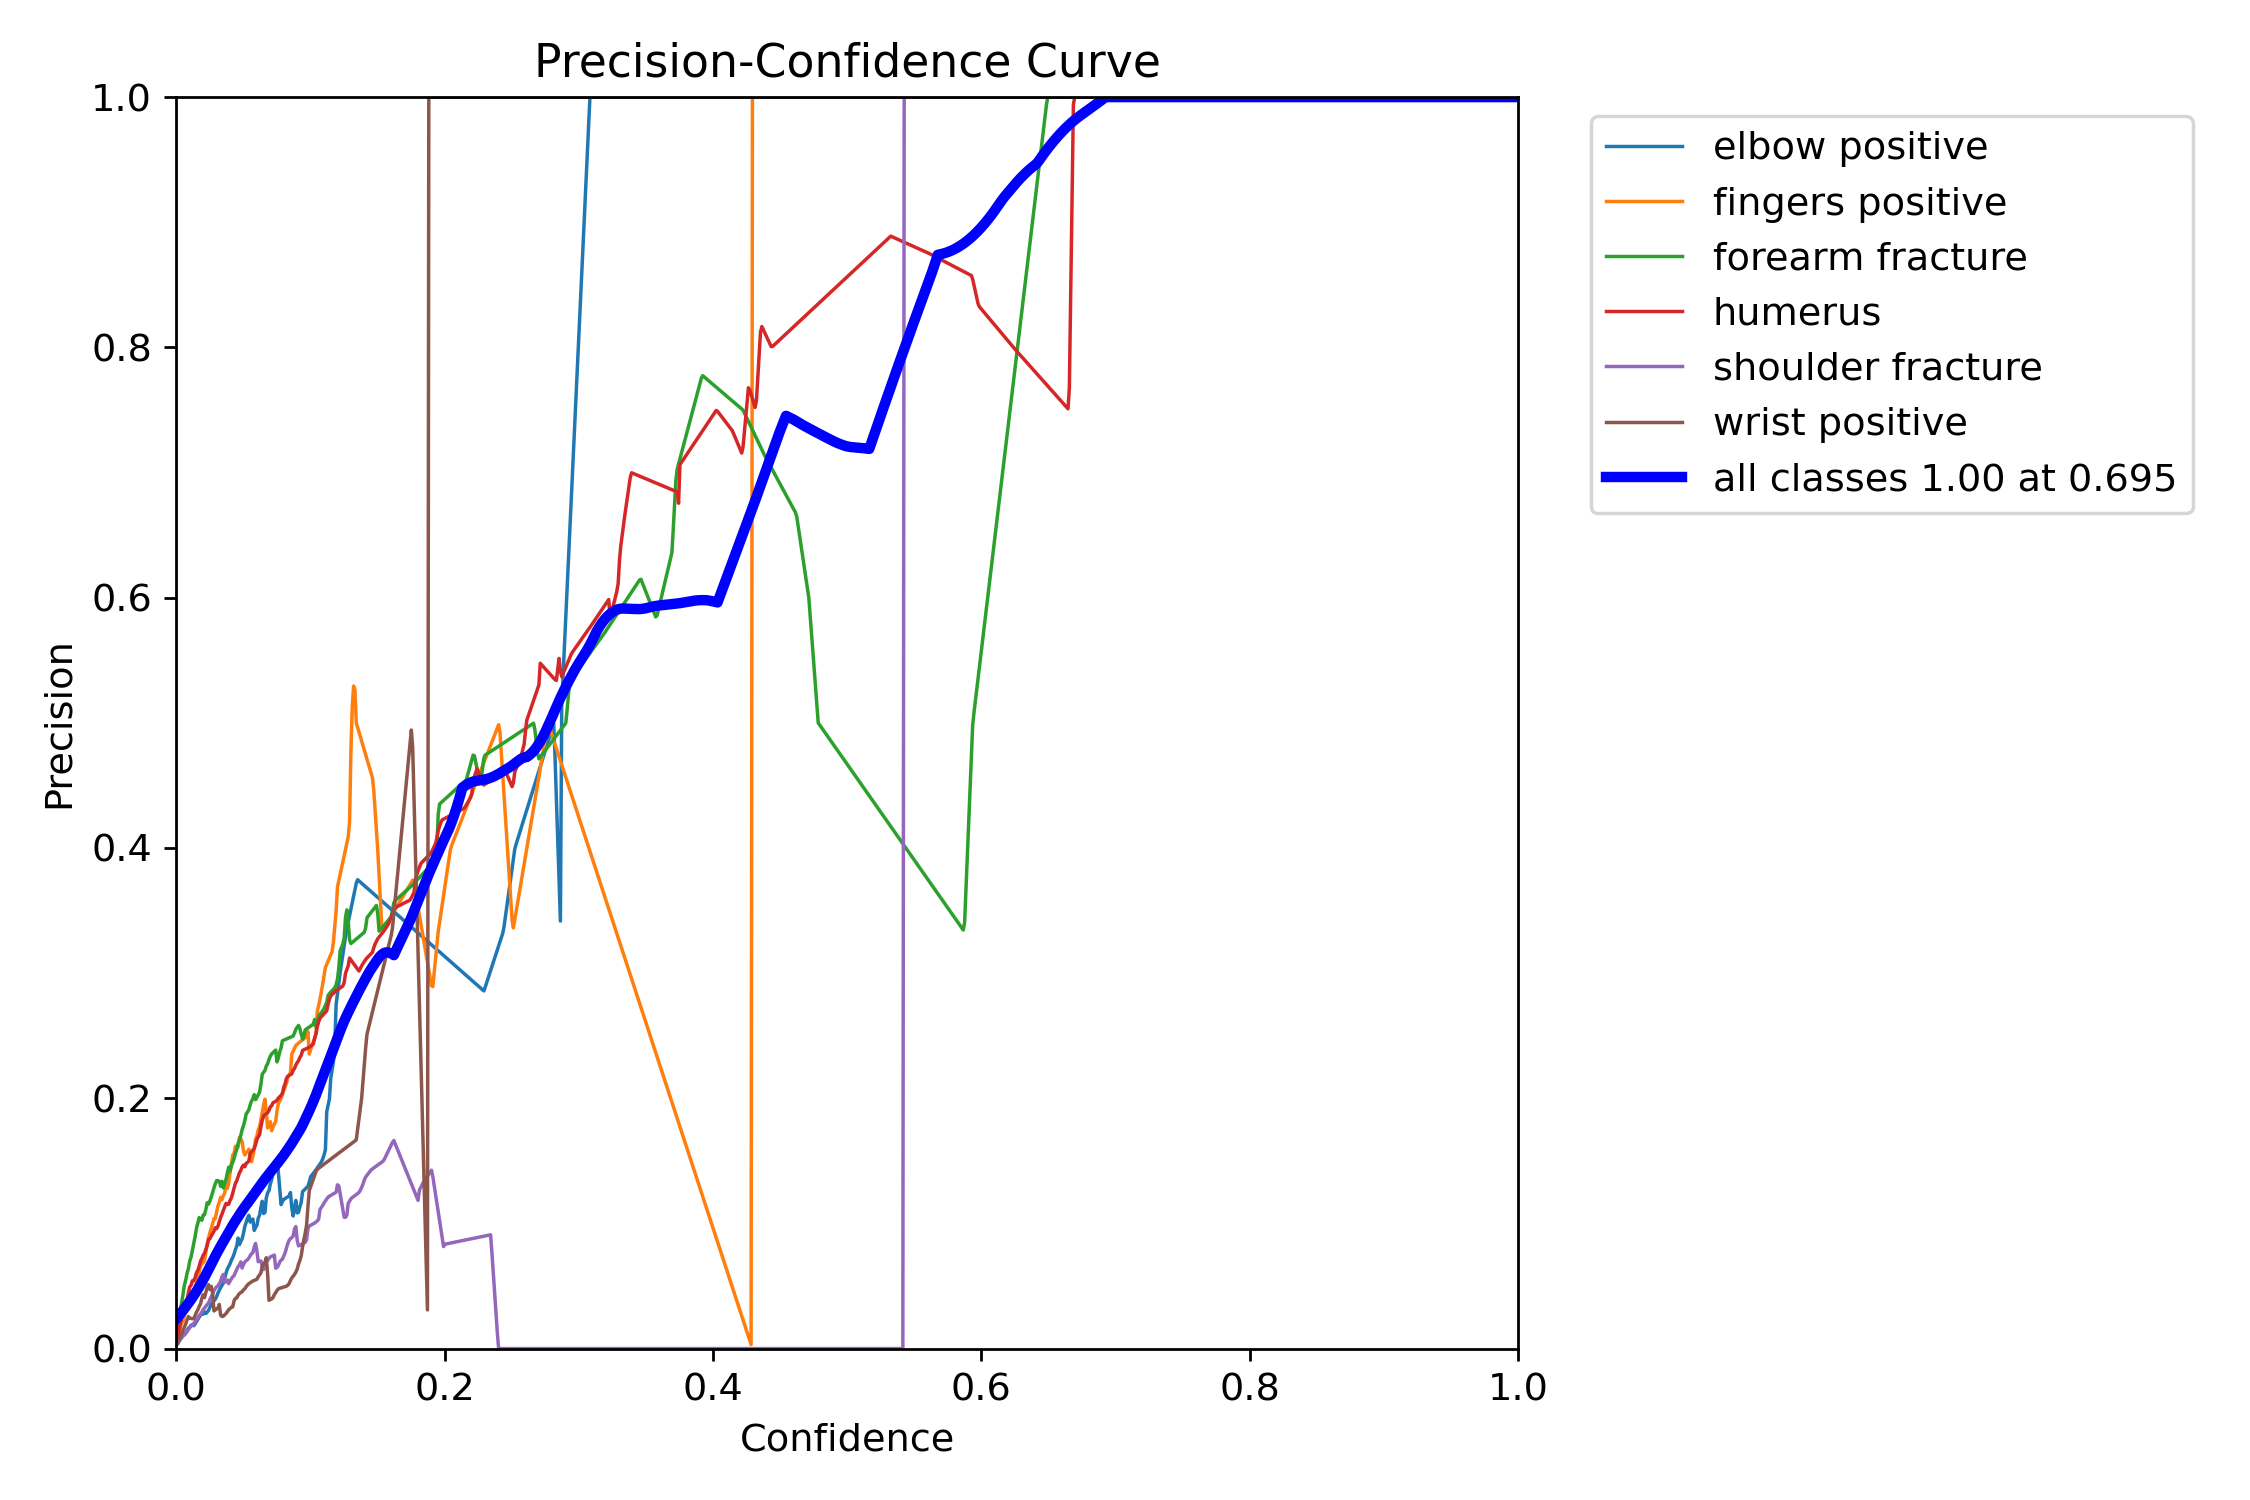 Precision-Confidence Curve
1.0
0.8
0.6
0.4
0.2
0.0
Precision
0.0 0.2 0.4 0.6 0.8 1.0
Confidence
elbow positive
fingers positive
forearm fracture
humerus
shoulder fracture
wrist positive
all classes 1.00 at 0.695